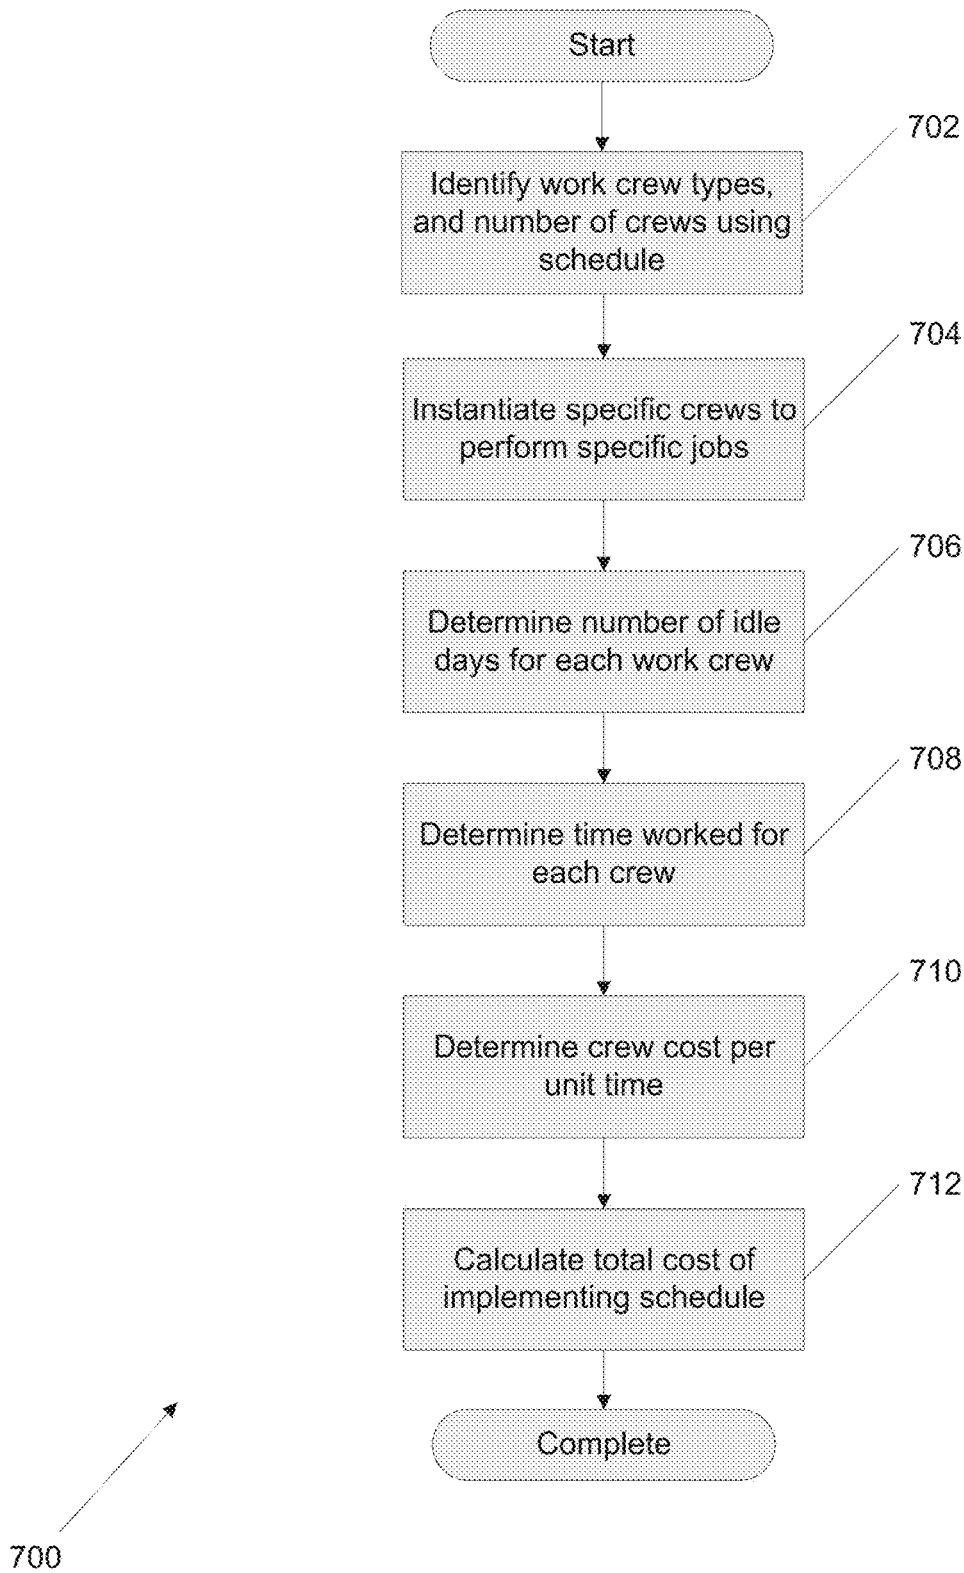 Start
702
Identify work crew types,
and number of crews using
schedule
704
Instantiate specific crews to
perform specific jobs
706
Determine number of idle
days for each work crew
708
Determine time worked for
each crew
710
Determine crew cost per
unit time
712
Calculate total cost of
implementing schedule
Complete
700